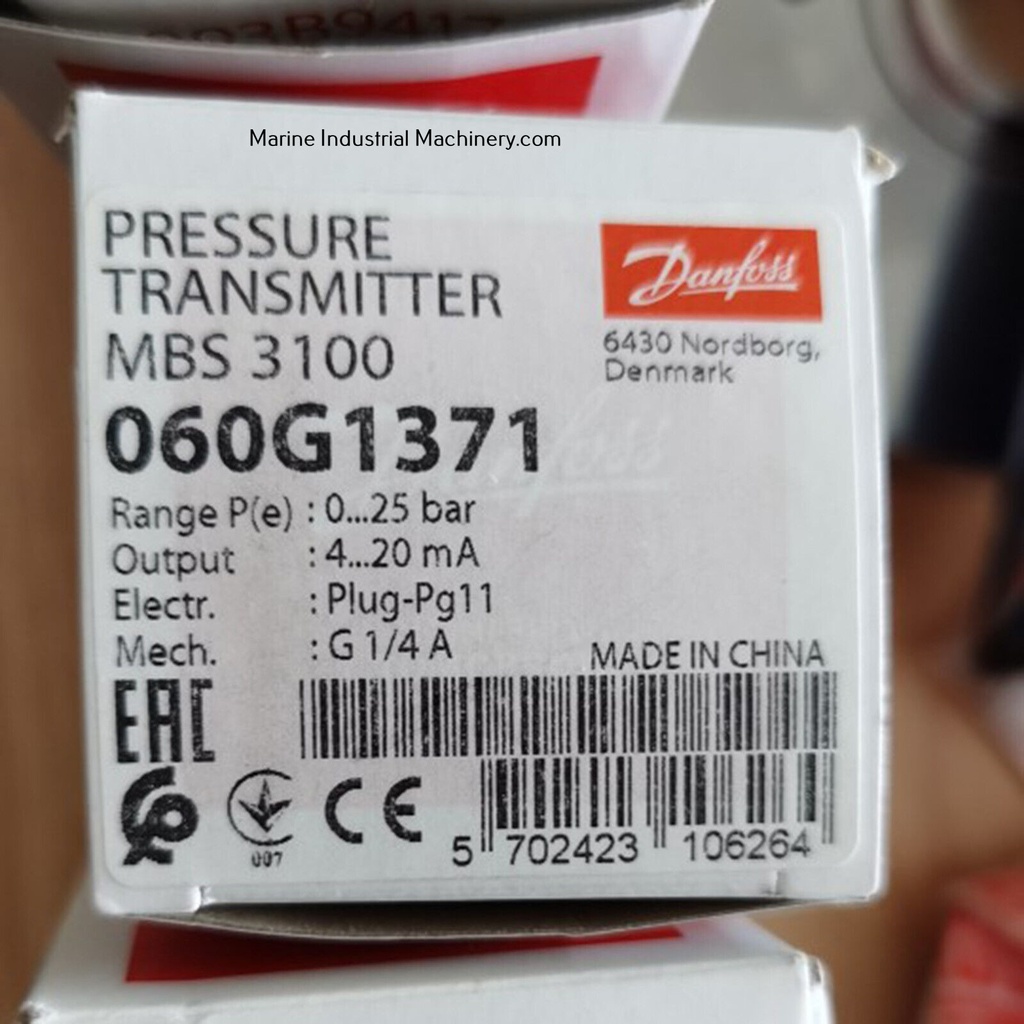 Marine Industrial Machinery.com
PRESSURE
TRANSMITTER
MBS 3100
Danfoss
6430 Nordborg,
Denmark
060G1371
Range P(e) : 0...25 bar
Output : 4...20 mA
Electr. : Plug-Pg11
Mech. : G 1/4 A
MADE IN CHINA
EAC
007
CE
5 702423 106264